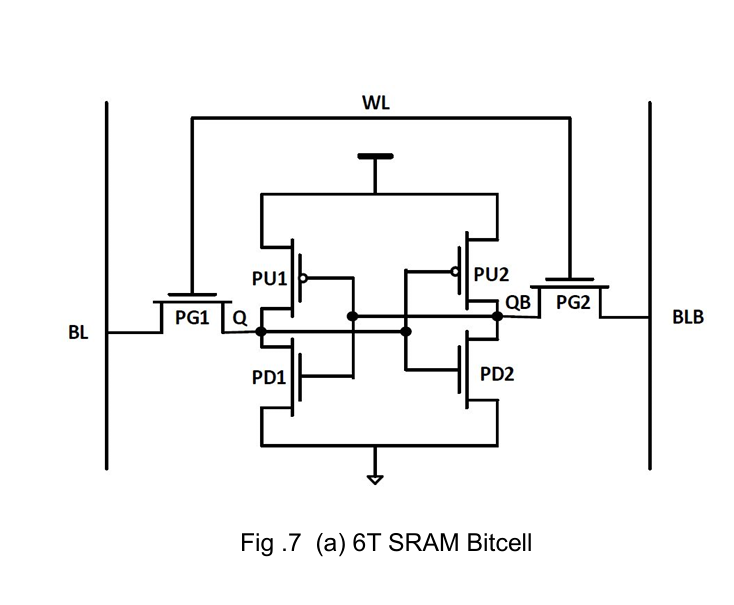 WL
PU1
PU2
QB
PG1
Q
PG2
BL
BLB
PD1
PD2
Fig .7 (a) 6T SRAM Bitcell